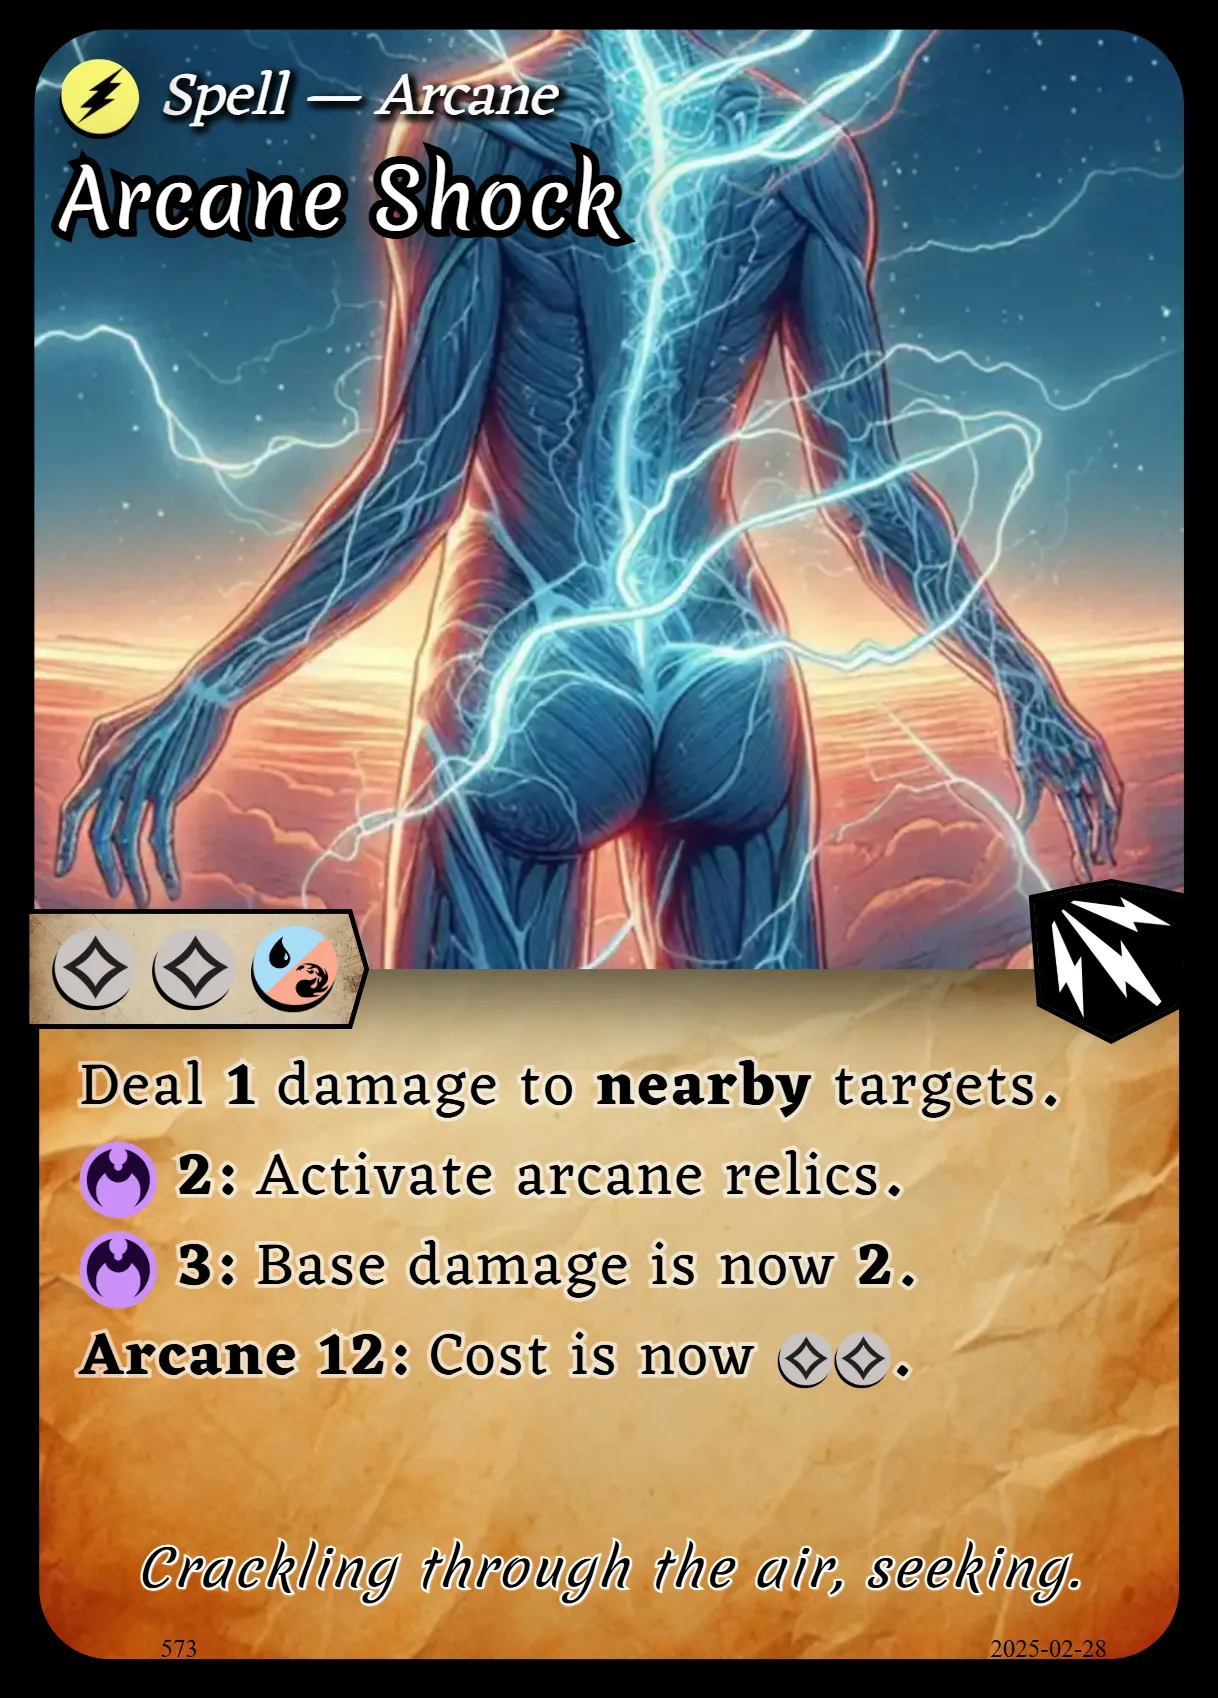 Spell — Arcane
Arcane Shock
Deal 1 damage to nearby targets.
2: Activate arcane relics.
3: Base damage is now 2.
Arcane 12: Cost is now .
Crackling through the air, seeking.
573
2025-02-28